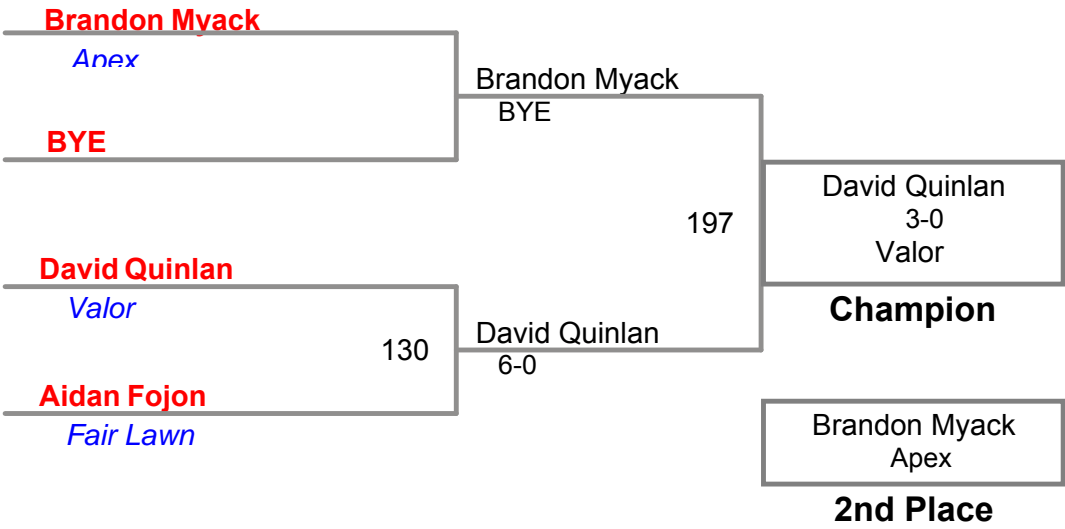 Brandon Myack
Apex
BYE
Brandon Myack
BYE
David Quinlan
Valor
130
Aidan Fojon
Fair Lawn
David Quinlan
6-0
197
David Quinlan
3-0
Valor
Champion
Brandon Myack
Apex
2nd Place